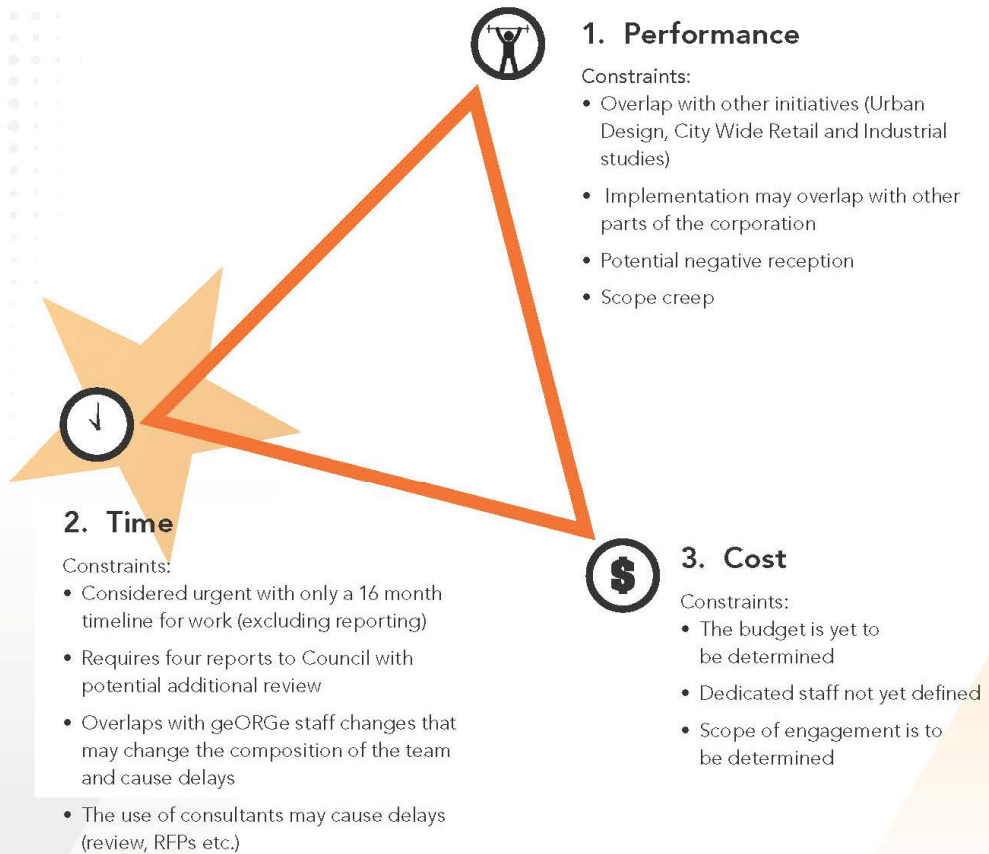 1. Performance
Constraints:
• Overlap with other initiatives (Urban
Design, City Wide Retail and Industrial
studies)
• Implementation may overlap with other
parts of the corporation
• Potential negative reception
• Scope creep
2. Time
Constraints:
• Considered urgent with only a 16 month
timeline for work (excluding reporting)
• Requires four reports to Council with
potential additional review
• Overlaps with geORGe staff changes that
may change the composition of the team
and cause delays
• The use of consultants may cause delays
(review, RFPs etc.)
$
3. Cost
Constraints:
• The budget is yet to
be determined
• Dedicated staff not yet defined
• Scope of engagement is to
be determined